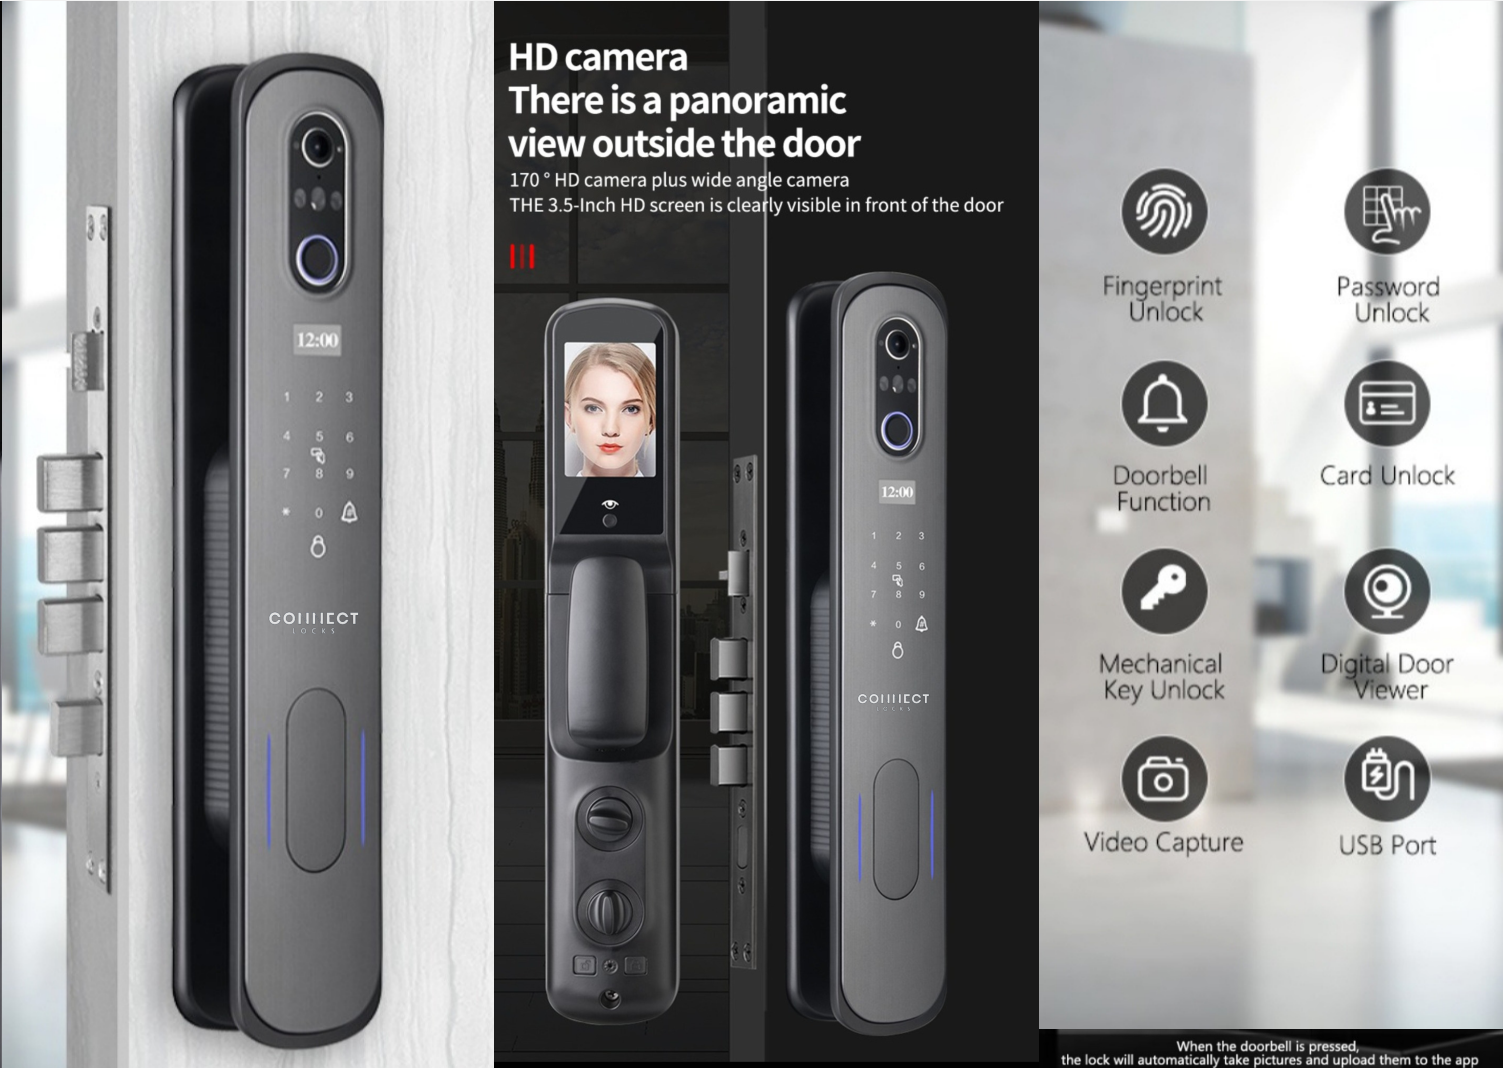 12:00
1 2 3
4 5 6
7 8 9
* 0
CONNECT
LOCKS
HD camera
There is a panoramic
view outside the door
170 ° HD camera plus wide angle camera
THE 3.5-Inch HD screen is clearly visible in front of the door
12:00
1 2 3
4 5 6
7 8 9
* 0
CONNECT
LOCKS
Fingerprint
Unlock
Password
Unlock
Doorbell
Function
Card Unlock
Mechanical
Key Unlock
Digital Door
Viewer
Video Capture
USB Port
When the doorbell is pressed,
the lock will automatically take pictures and upload them to the app